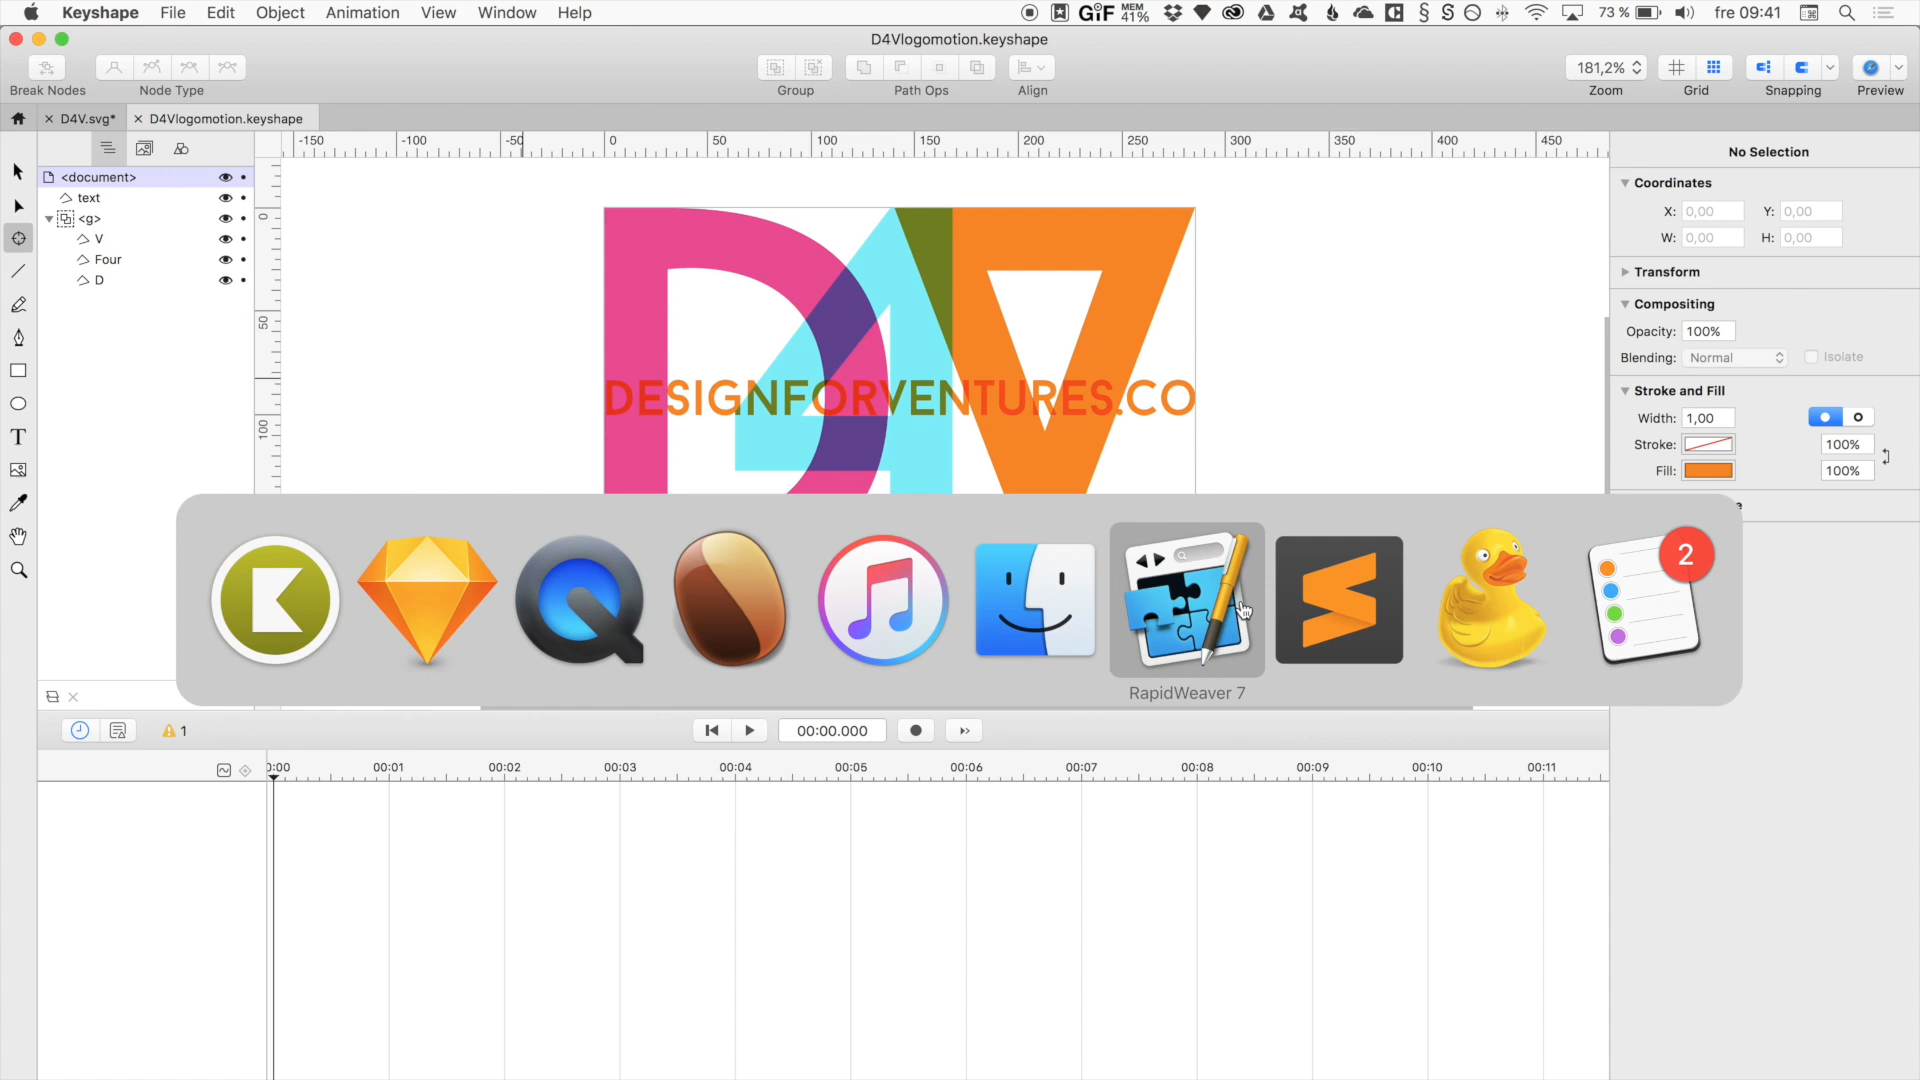 Keyshape File Edit Object Animation View Window Help
GiF MEM 41% 73 % fre 09:41
D4Vlogomotion.keyshape
181,2%
Break Nodes Node Type Group Path Ops Align Zoom Grid Snapping Preview
D4V.svg* D4Vlogomotion.keyshape
-150 -100 -50 0 50 100 150 200 250 300 350 400 450
No Selection
<document>
text
<g>
V
Four
D
0
50
100
Coordinates
X: 0,00 Y: 0,00
W: 0,00 H: 0,00
Transform
Compositing
Opacity: 100%
Blending: Normal Isolate
Stroke and Fill
Width: 1,00
Stroke: 100%
Fill: 100%
D4V
DESIGNFORVENTURES.CO
T
2
RapidWeaver 7
1
00:00.000
0:00 00:01 00:02 00:03 00:04 00:05 00:06 00:07 00:08 00:09 00:10 00:11